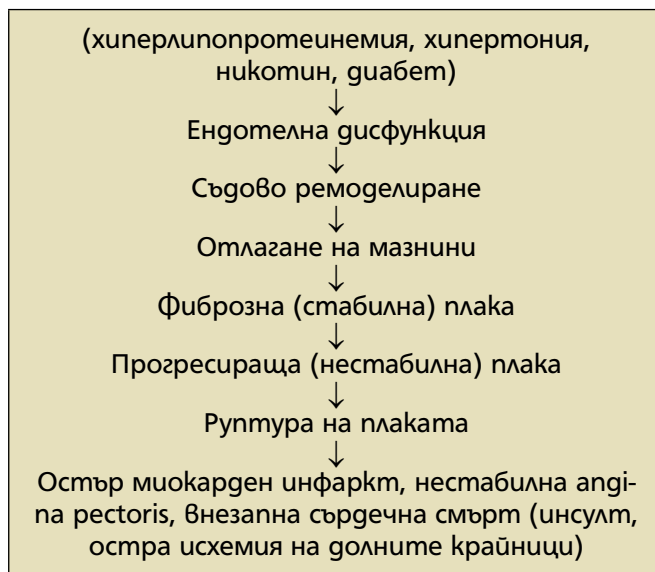 (хиперлипопротеинемия, хипертония,
никотин, диабет)
↓
Ендотелна дисфункция
↓
Съдово ремоделиране
↓
Отлагане на мазнини
↓
Фиброзна (стабилна) плака
↓
Прогресираща (нестабилна) плака
↓
Руптура на плаката
↓
Остър миокарден инфаркт, нестабилна angi-
na pectoris, внезапна сърдечна смърт (инсулт,
остра исхемия на долните крайници)